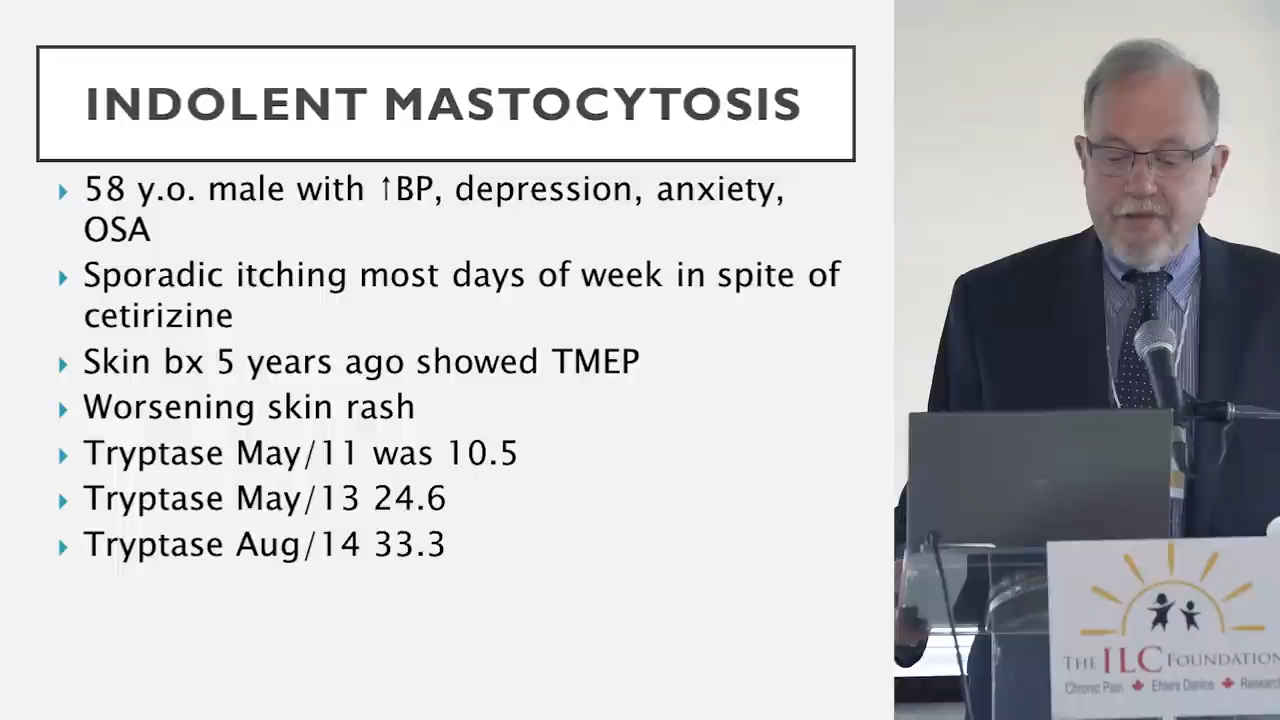 INDOLENT MASTOCYTOSIS
58 y.o. male with ↑BP, depression, anxiety,
OSA
Sporadic itching most days of week in spite of
cetirizine
Skin bx 5 years ago showed TMEP
Worsening skin rash
Tryptase May/11 was 10.5
Tryptase May/13 24.6
Tryptase Aug/14 33.3
THE ILC FOUNDATION
Chronic Pain Ehlers Danlos Research